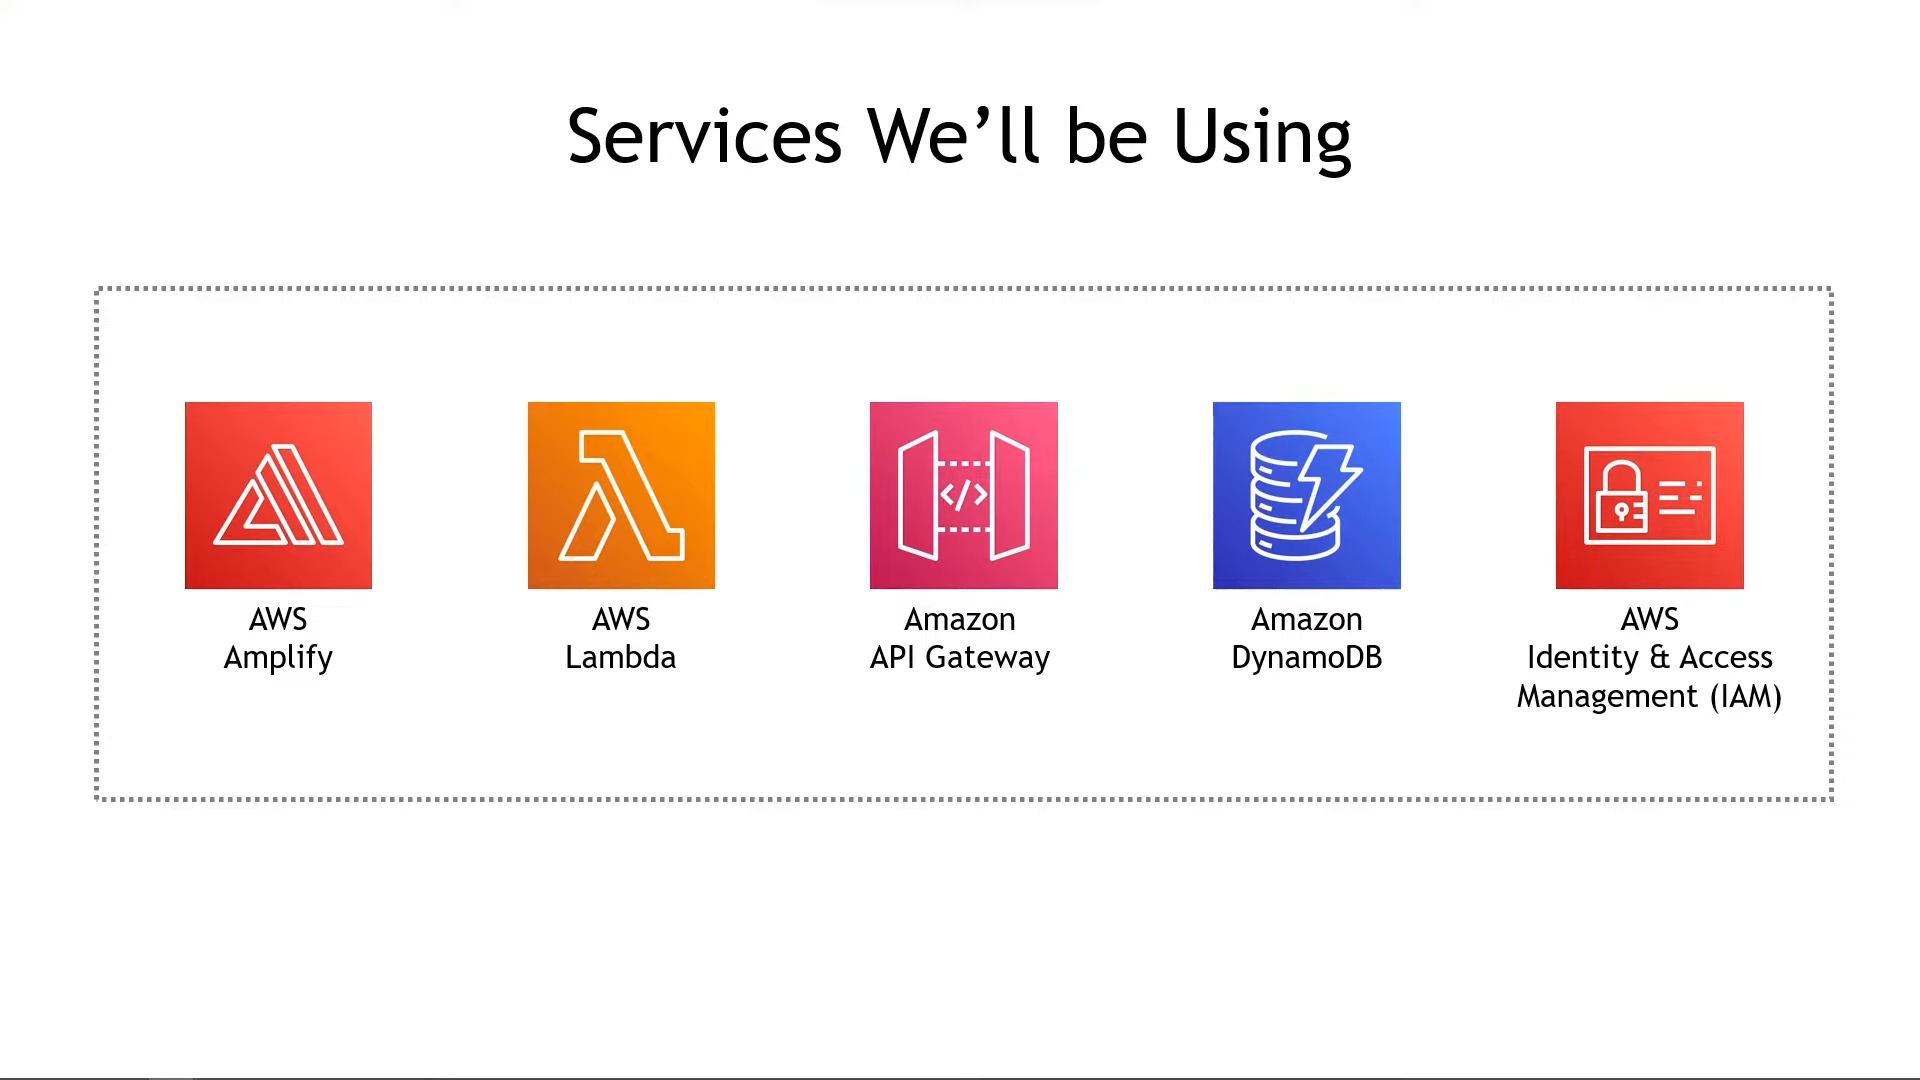 Services We’ll be Using
AWS
Amplify
AWS
Lambda
Amazon
API Gateway
Amazon
DynamoDB
AWS
Identity & Access
Management (IAM)